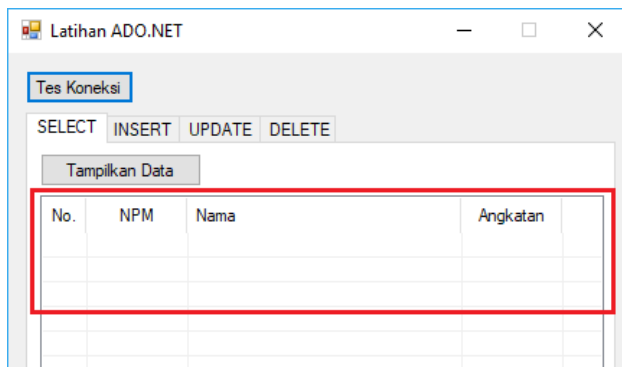 Latihan ADO.NET
Tes Koneksi
SELECT INSERT UPDATE DELETE
Tampilkan Data
No. NPM Nama Angkatan